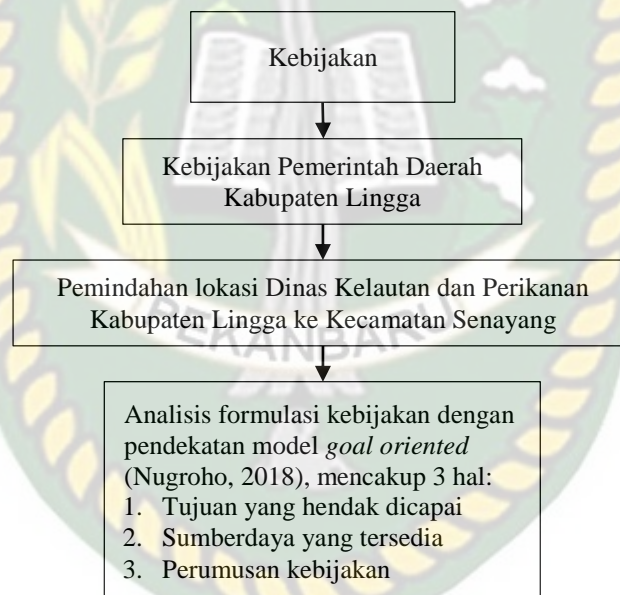 Kebijakan
Kebijakan Pemerintah Daerah
Kabupaten Lingga
Pemindahan lokasi Dinas Kelautan dan Perikanan
Kabupaten Lingga ke Kecamatan Senayang
PEKANBARU
Analisis formulasi kebijakan dengan
pendekatan model goal oriented
(Nugroho, 2018), mencakup 3 hal:
1. Tujuan yang hendak dicapai
2. Sumberdaya yang tersedia
3. Perumusan kebijakan